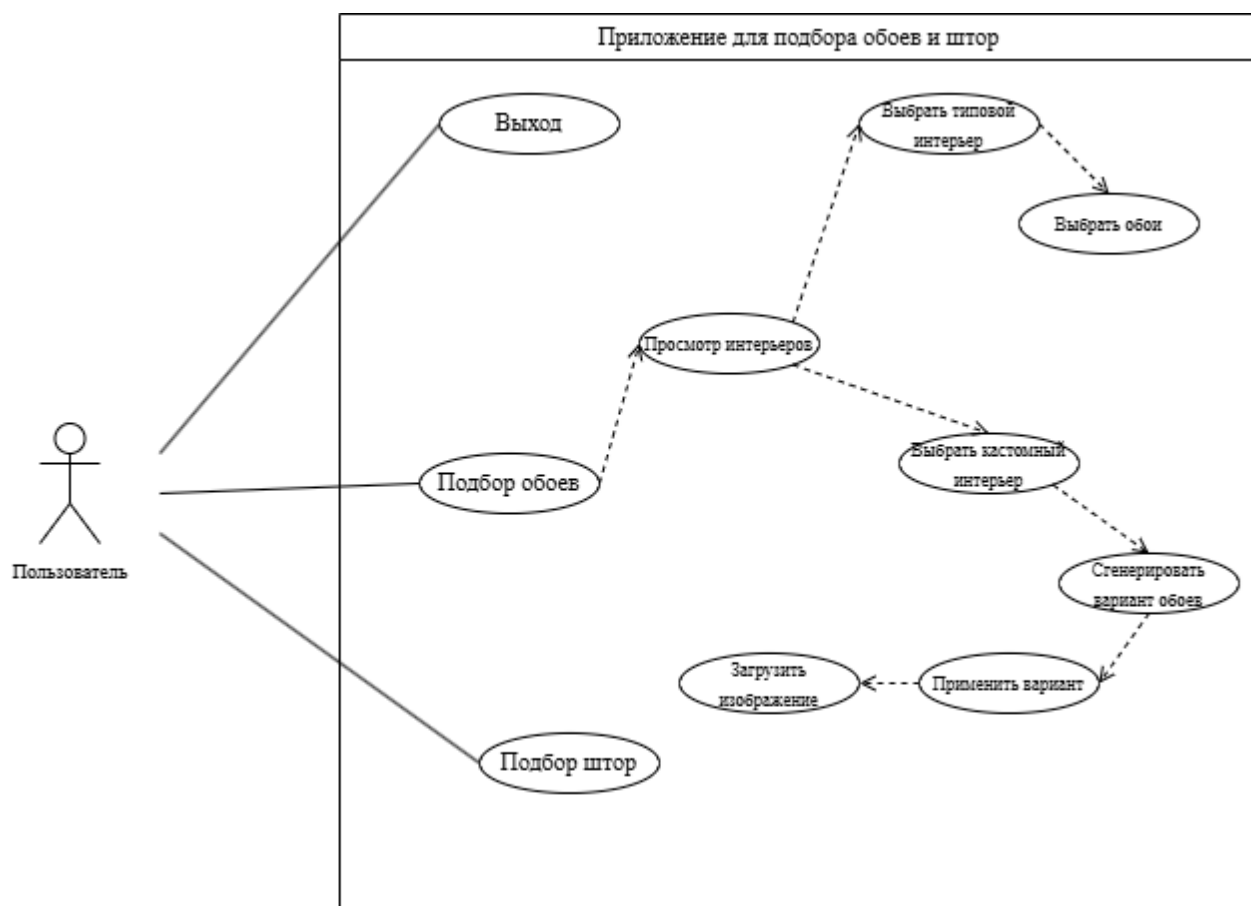 Приложение для подбора обоев и штор
Выход
Выбрать типовой
интерьер
Выбрать обои
Просмотр интерьеров
Выбрать кастомный
интерьер
Подбор обоев
Пользователь
Сгенерировать
вариант обоев
Загрузить
изображение
Применить вариант
Подбор штор